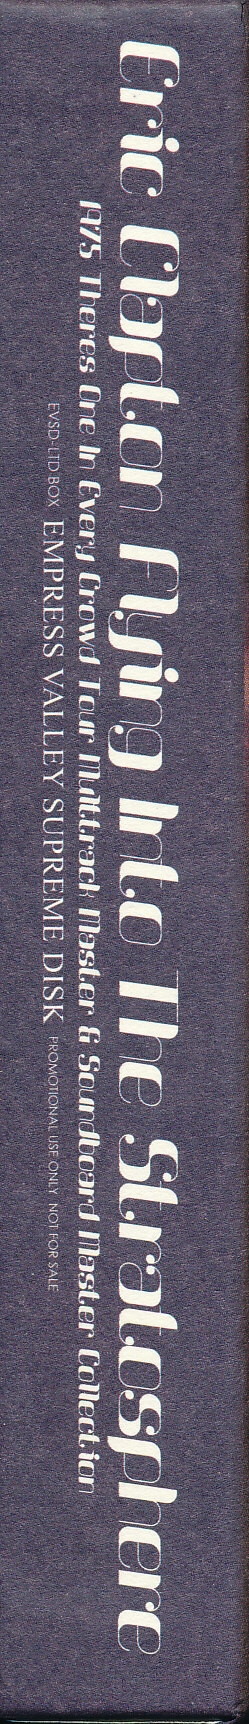 Eric Clapton Flying Into The Stratosphere
1975 Theres One In Every Crowd Tour Multitrack Master & Soundboard Master Collection
EVSD-LTD.BOX EMPRESS VALLEY SUPREME DISK PROMOTIONAL USE ONLY NOT FOR SALE